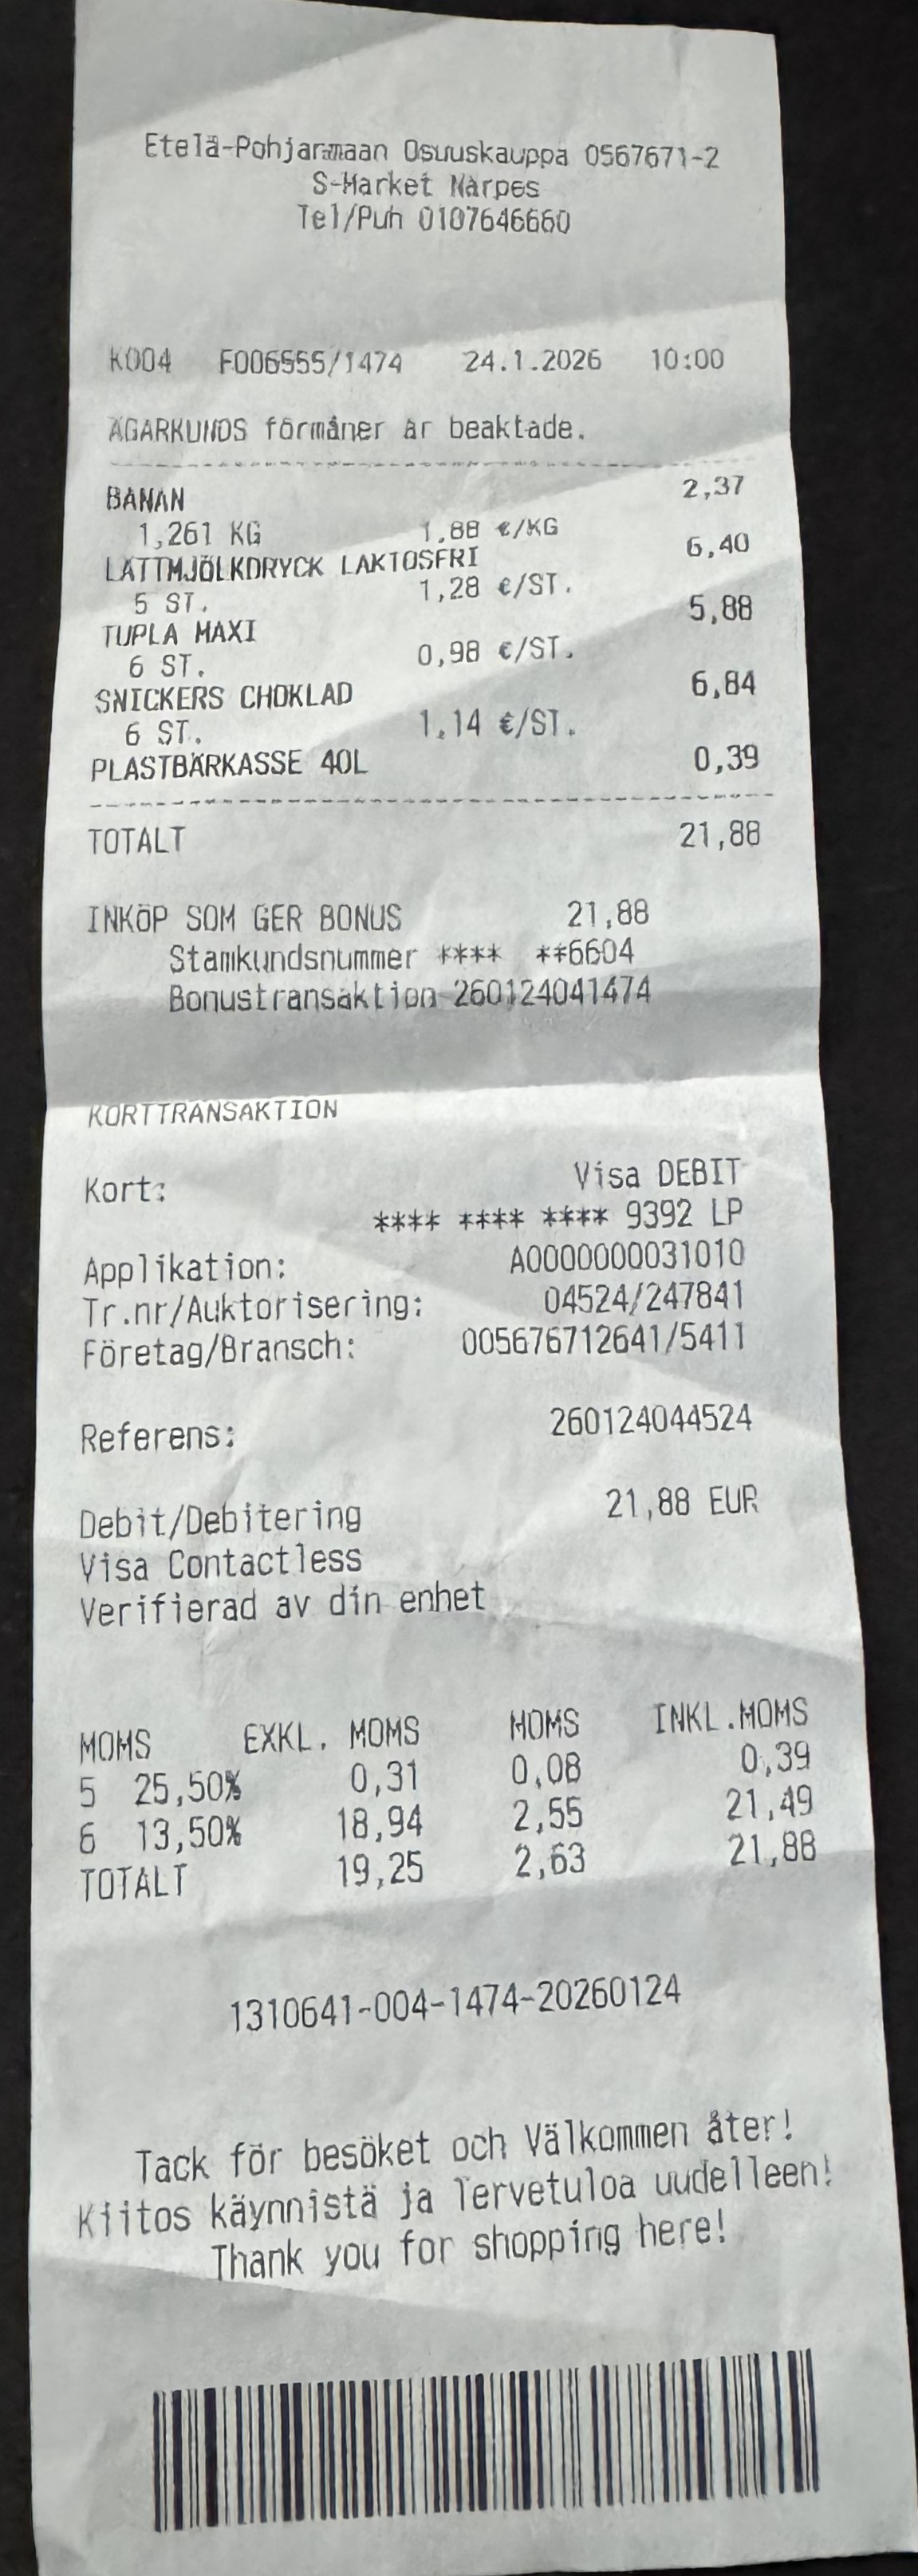 Etelä-Pohjanmaan Osuuskauppa 0567671-2
S-Market Närpes
Tel/Puh 0107646660
K004 F006555/1474 24.1.2026 10:00
ÄGARKUNDS förmåner är beaktade.
BANAN 2,37
1,261 KG 1,88 €/KG
LÄTTMJÖLKDRYCK LAKTOSFRI 6,40
5 ST. 1,28 €/ST.
TUPLA MAXI 5,88
6 ST. 0,98 €/ST.
SNICKERS CHOKLAD 6,84
6 ST. 1,14 €/ST.
PLASTBÄRKASSE 40L 0,39
TOTALT 21,88
INKÖP SOM GER BONUS 21,88
Stamkundsnummer **** **6604
Bonustransaktion 260124041474
KORTTRANSAKTION
Kort: Visa DEBIT
**** **** **** 9392 LP
Applikation: A0000000031010
Tr.nr/Auktorisering: 04524/247841
Företag/Bransch: 005676712641/5411
Referens: 260124044524
Debit/Debitering 21,88 EUR
Visa Contactless
Verifierad av din enhet
MOMS EXKL. MOMS MOMS INKL.MOMS
5 25,50% 0,31 0,08 0,39
6 13,50% 18,94 2,55 21,49
TOTALT 19,25 2,63 21,88
1310641-004-1474-20260124
Tack för besöket och Välkommen åter!
Kiitos käynnistä ja Tervetuloa uudelleen!
Thank you for shopping here!